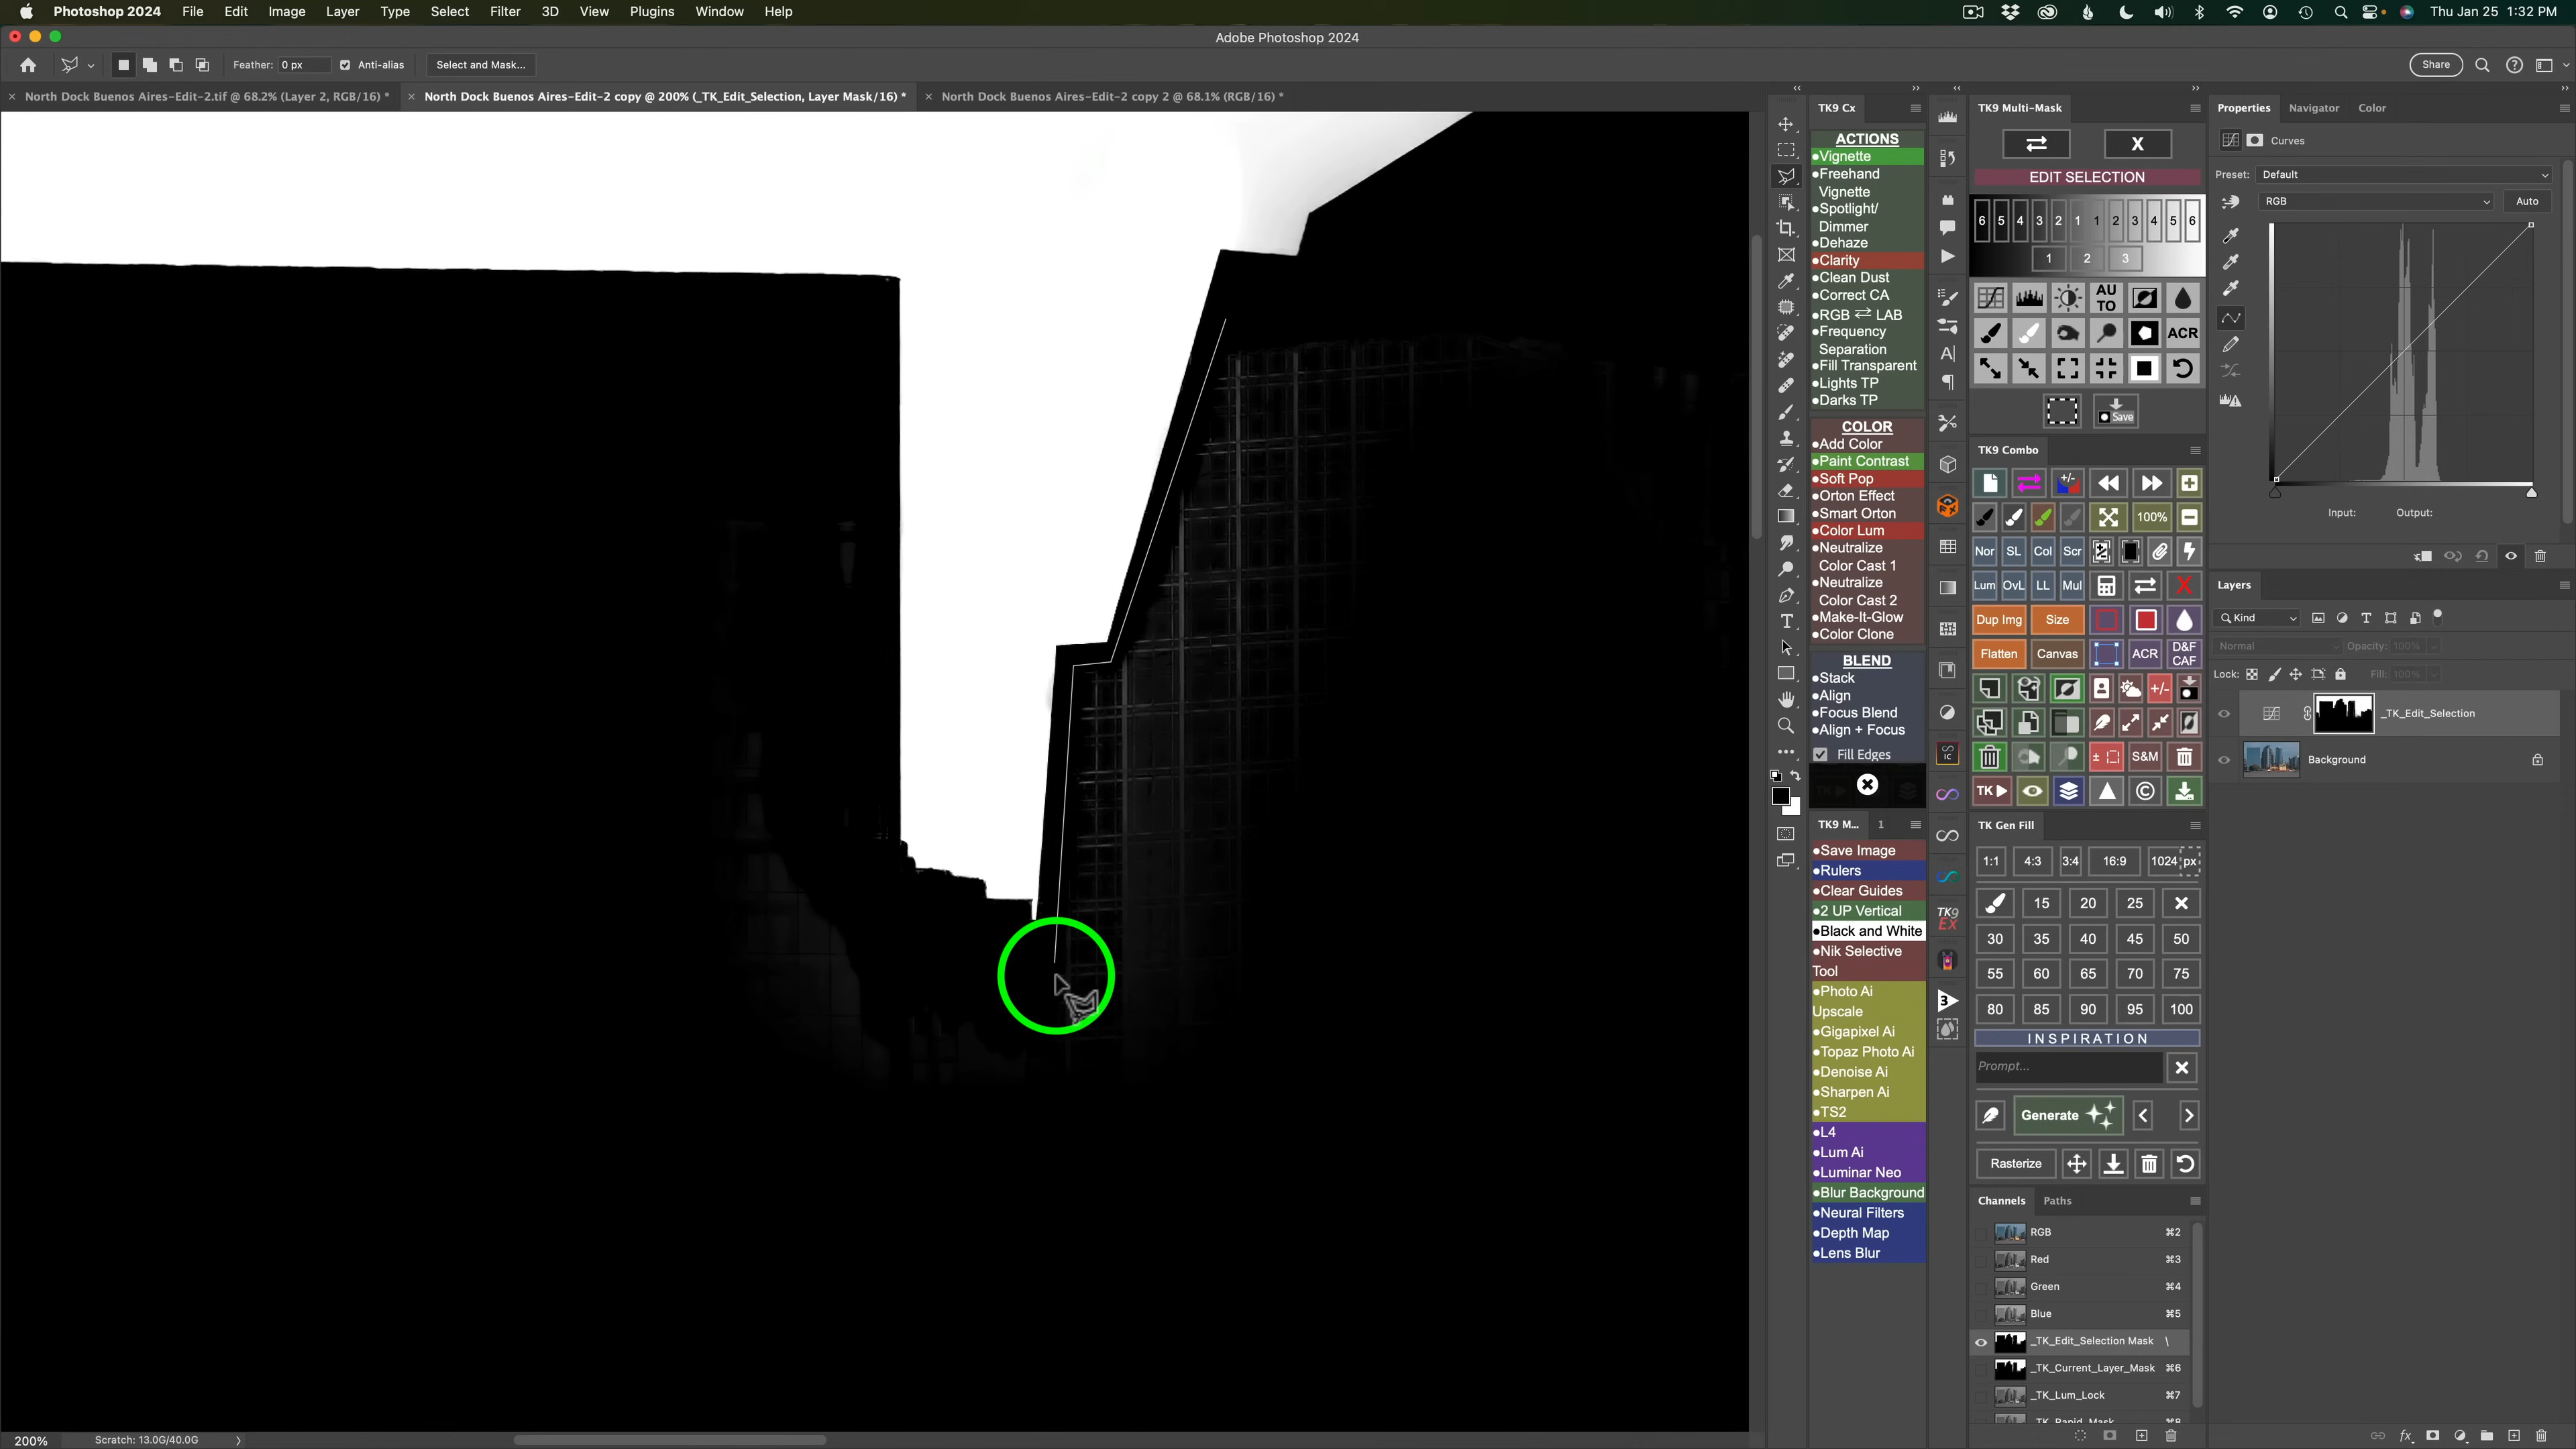 Photoshop 2024 File Edit Image Layer Type Select Filter 3D View Plugins Window Help Thu Jan 25 1:32 PM
Adobe Photoshop 2024
Feather: 0 px Anti-alias Select and Mask... Share
North Dock Buenos Aires-Edit-2.tif @ 68.2% (Layer 2, RGB/16) * North Dock Buenos Aires-Edit-2 copy @ 200% (_TK_Edit_Selection, Layer Mask/16) * North Dock Buenos Aires-Edit-2 copy 2 @ 68.1% (RGB/16) *
TK9 Cx
ACTIONS
Vignette
Freehand
Vignette
Spotlight/
Dimmer
Dehaze
Clarity
Clean Dust
Correct CA
RGB ⇄ LAB
Frequency
Separation
Fill Transparent
Lights TP
Darks TP
COLOR
Add Color
Paint Contrast
Soft Pop
Orton Effect
Smart Orton
Color Lum
Neutralize
Color Cast 1
Neutralize
Color Cast 2
Make-It-Glow
Color Clone
BLEND
Stack
Align
Focus Blend
Align + Focus
Fill Edges
TK9 M... 1
Save Image
Rulers
Clear Guides
2 UP Vertical
Black and White
Nik Selective
Tool
Photo Ai
Upscale
Gigapixel Ai
Topaz Photo Ai
Denoise Ai
Sharpen Ai
TS2
L4
Lum Ai
Luminar Neo
Blur Background
Neural Filters
Depth Map
Lens Blur
TK9
Ex
TK9 Multi-Mask
X
EDIT SELECTION
6 5 4 3 2 1 1 2 3 4 5 6
1 2 3
AU
TO
ACR
Save
TK9 Combo
+/-
100%
Nor SL Col Scr
Lum OvL LL Mul X
Dup Img Size
Flatten Canvas ACR D&F
CAF
+/-
S&M
TK
TK Gen Fill
1:1 4:3 3:4 16:9 1024 px
15 20 25
30 35 40 45 50
55 60 65 70 75
80 85 90 95 100
INSPIRATION
Prompt...
Generate
Rasterize
Channels Paths
RGB ⌘2
Red ⌘3
Green ⌘4
Blue ⌘5
_TK_Edit_Selection Mask \
_TK_Current_Layer_Mask ⌘6
_TK_Lum_Lock ⌘7
Properties Navigator Color
Curves
Preset: Default
RGB Auto
Input: Output:
Layers
Kind
Normal Opacity: 100%
Lock: Fill: 100%
_TK_Edit_Selection
Background
200% Scratch: 13.0G/40.0G